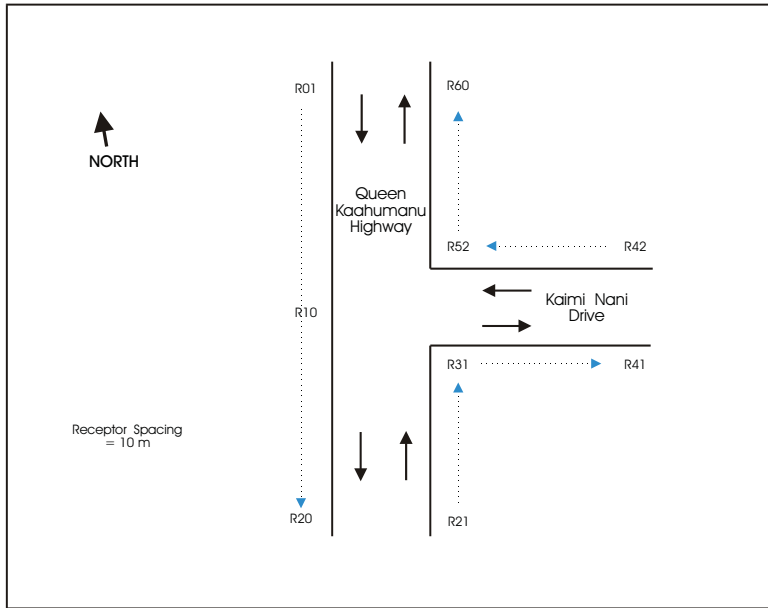 R01
R60
NORTH
Queen
Kaahumanu
Highway
R52
R42
R10
Kaimi Nani
Drive
R31
R41
Receptor Spacing
= 10 m
R20
R21